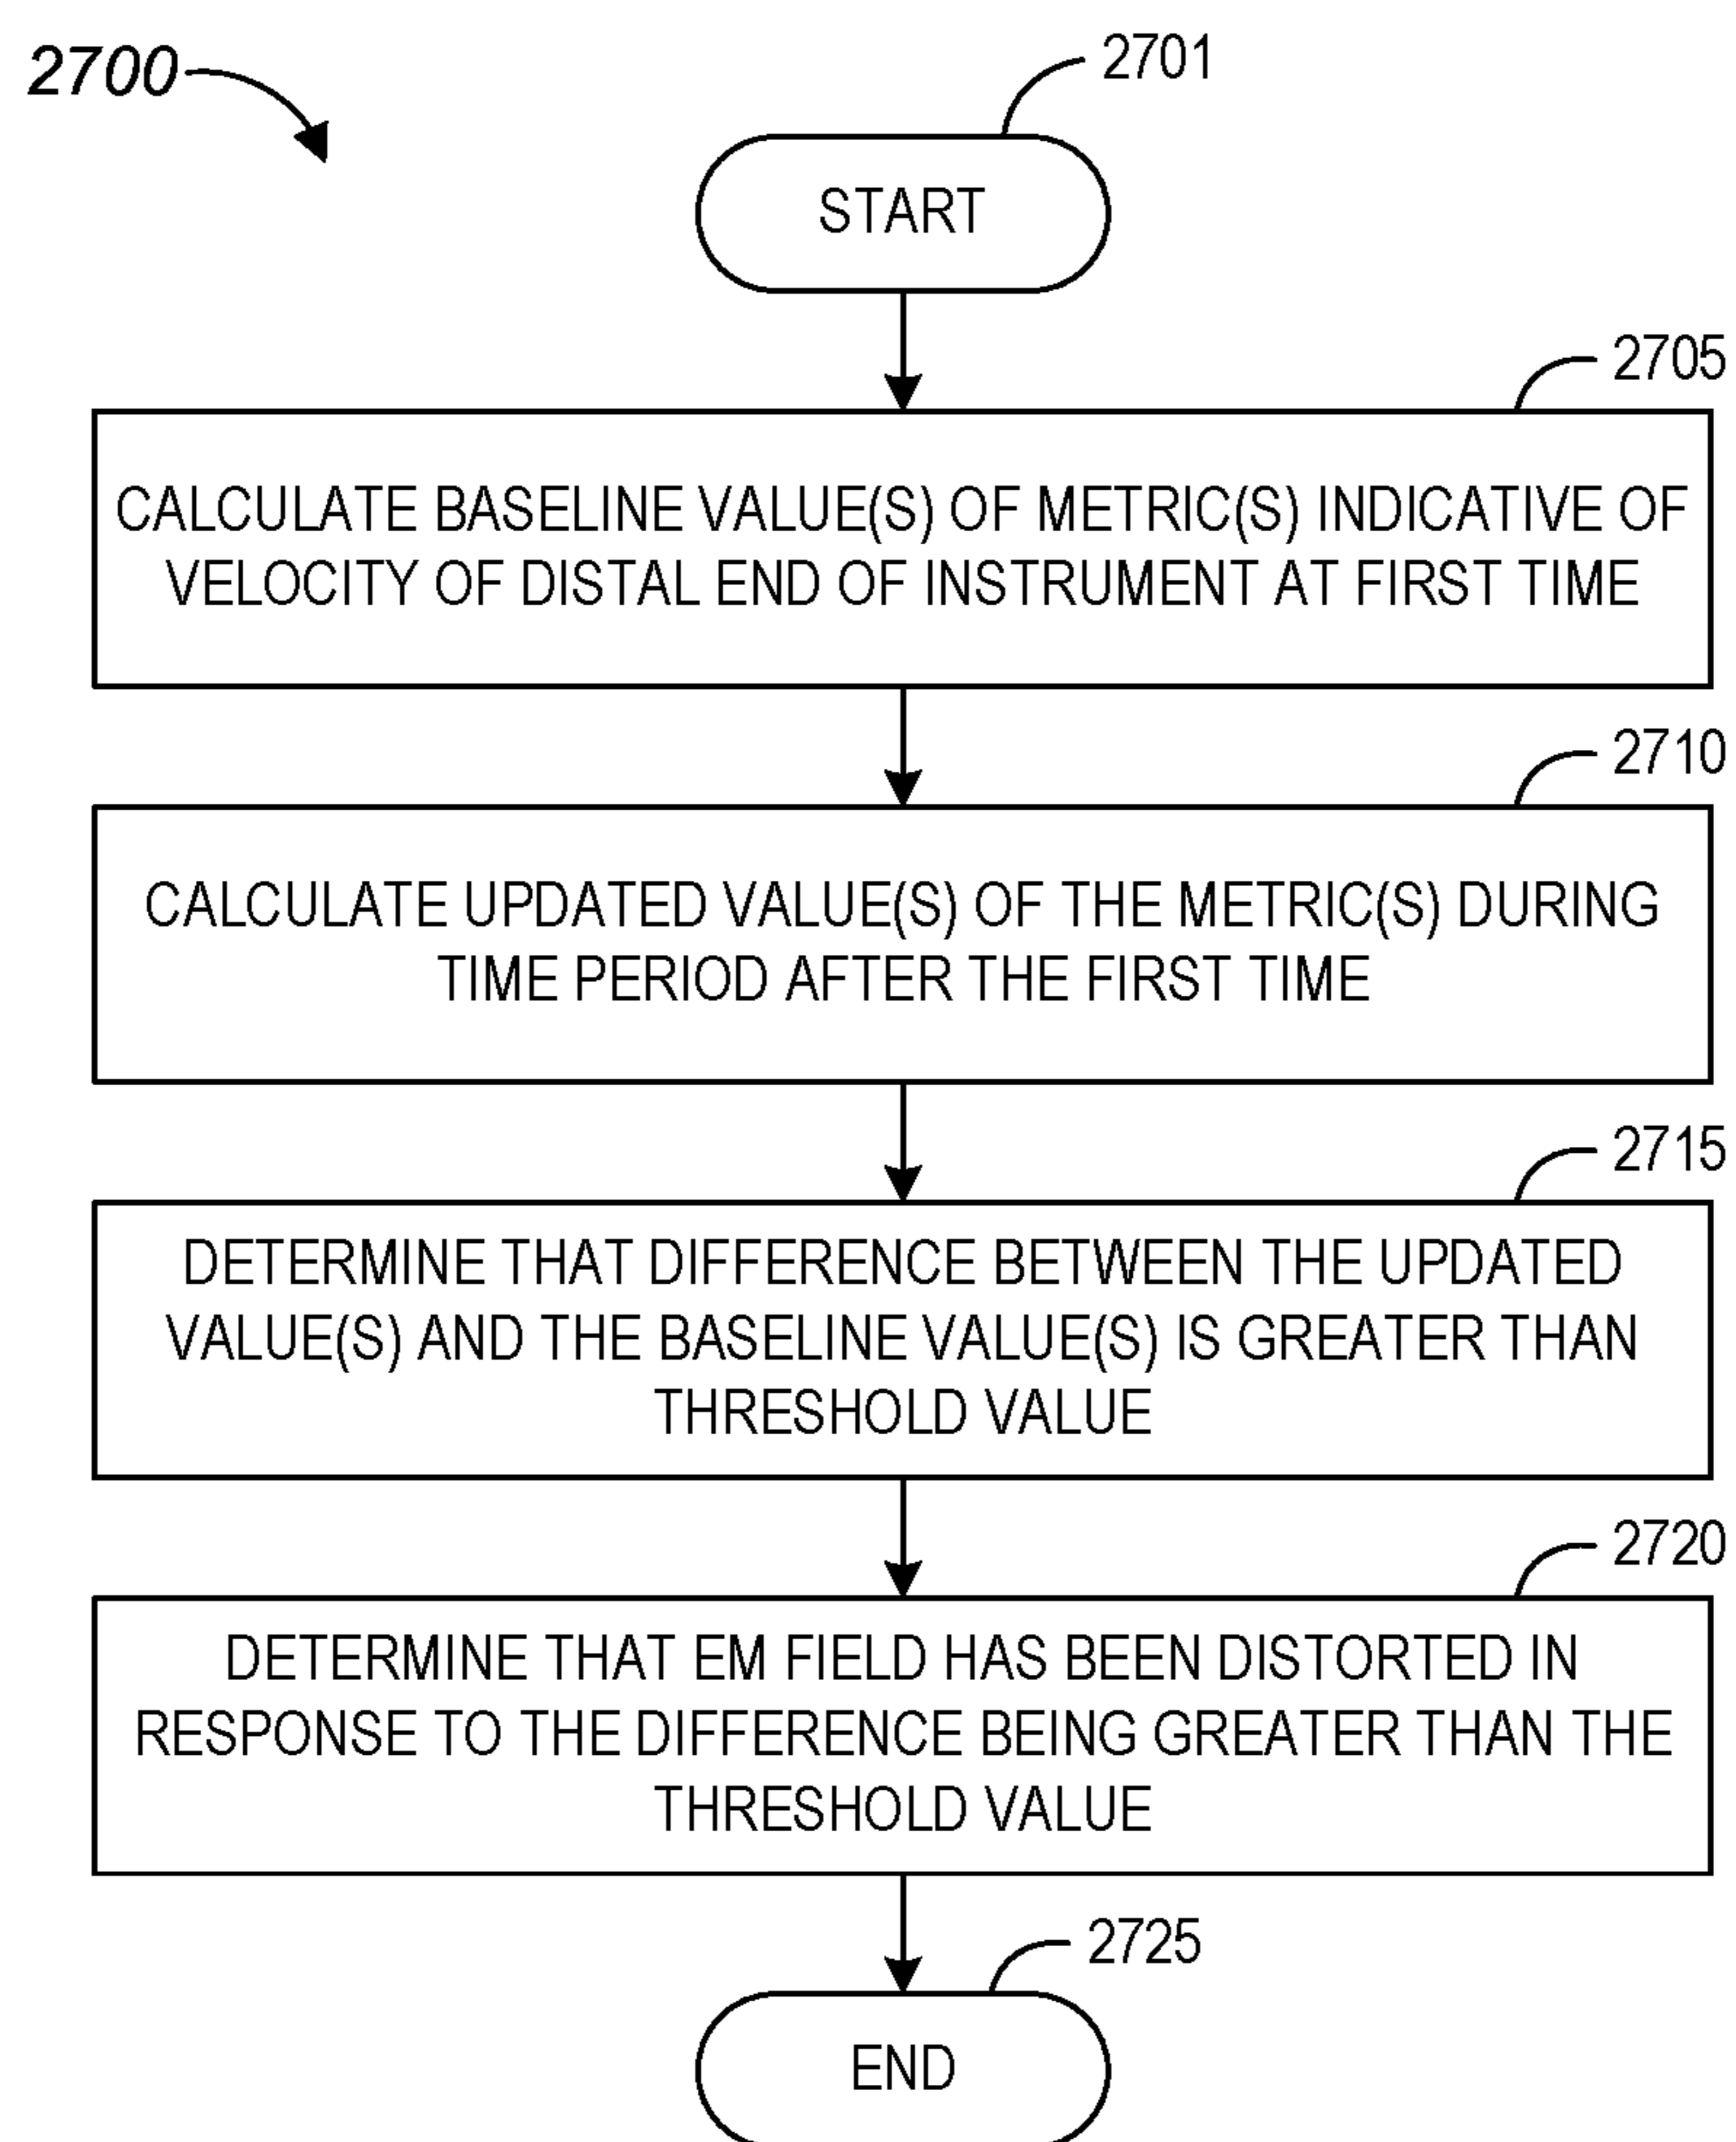 2700
2701
START
2705
CALCULATE BASELINE VALUE(S) OF METRIC(S) INDICATIVE OF
VELOCITY OF DISTAL END OF INSTRUMENT AT FIRST TIME
2710
CALCULATE UPDATED VALUE(S) OF THE METRIC(S) DURING
TIME PERIOD AFTER THE FIRST TIME
2715
DETERMINE THAT DIFFERENCE BETWEEN THE UPDATED
VALUE(S) AND THE BASELINE VALUE(S) IS GREATER THAN
THRESHOLD VALUE
2720
DETERMINE THAT EM FIELD HAS BEEN DISTORTED IN
RESPONSE TO THE DIFFERENCE BEING GREATER THAN THE
THRESHOLD VALUE
2725
END